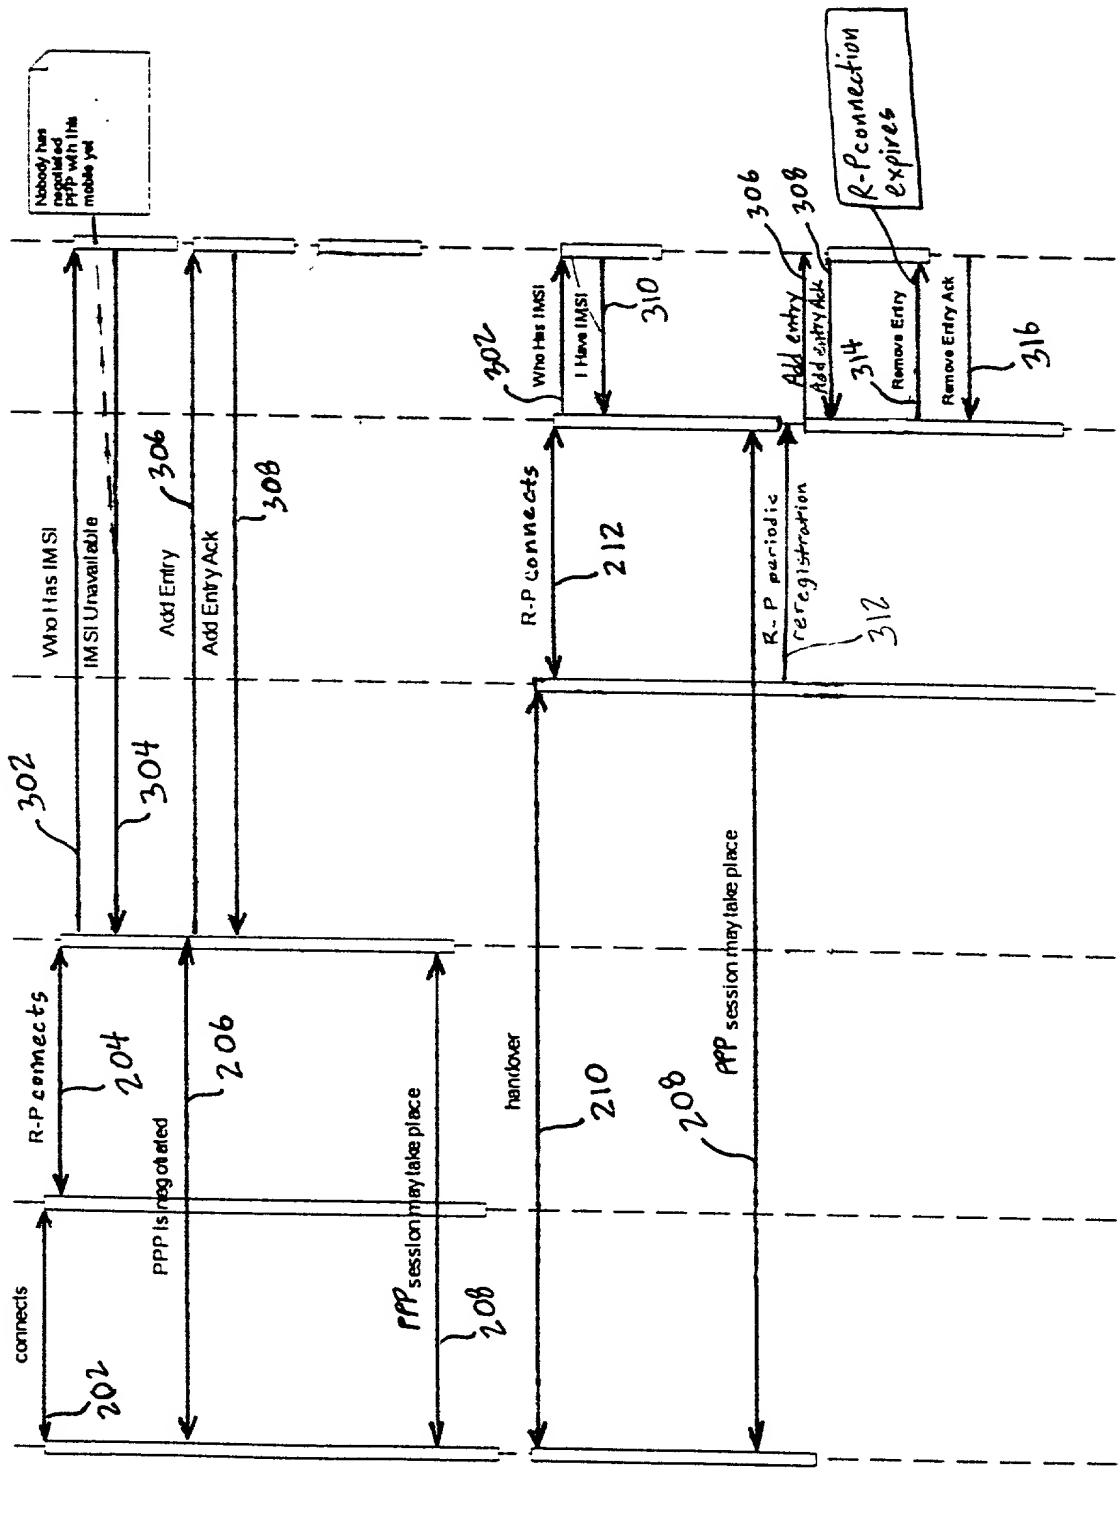 connects
202
R-P connects
204
302
Who Has IMSI
IMSI Unavailable
304
Nobody has
negotiated
PPP with this
mobile yet
PPP is negotiated
206
Add Entry
306
Add Entry Ack
308
PPP session may take place
208
handover
210
R-P connects
212
302
Who Has IMSI
I Have IMSI
310
208
PPP session may take place
R-P periodic
reregistration
312
Add entry
306
Add entry Ack
308
314
Remove Entry
R-P connection
expires
Remove Entry Ack
316